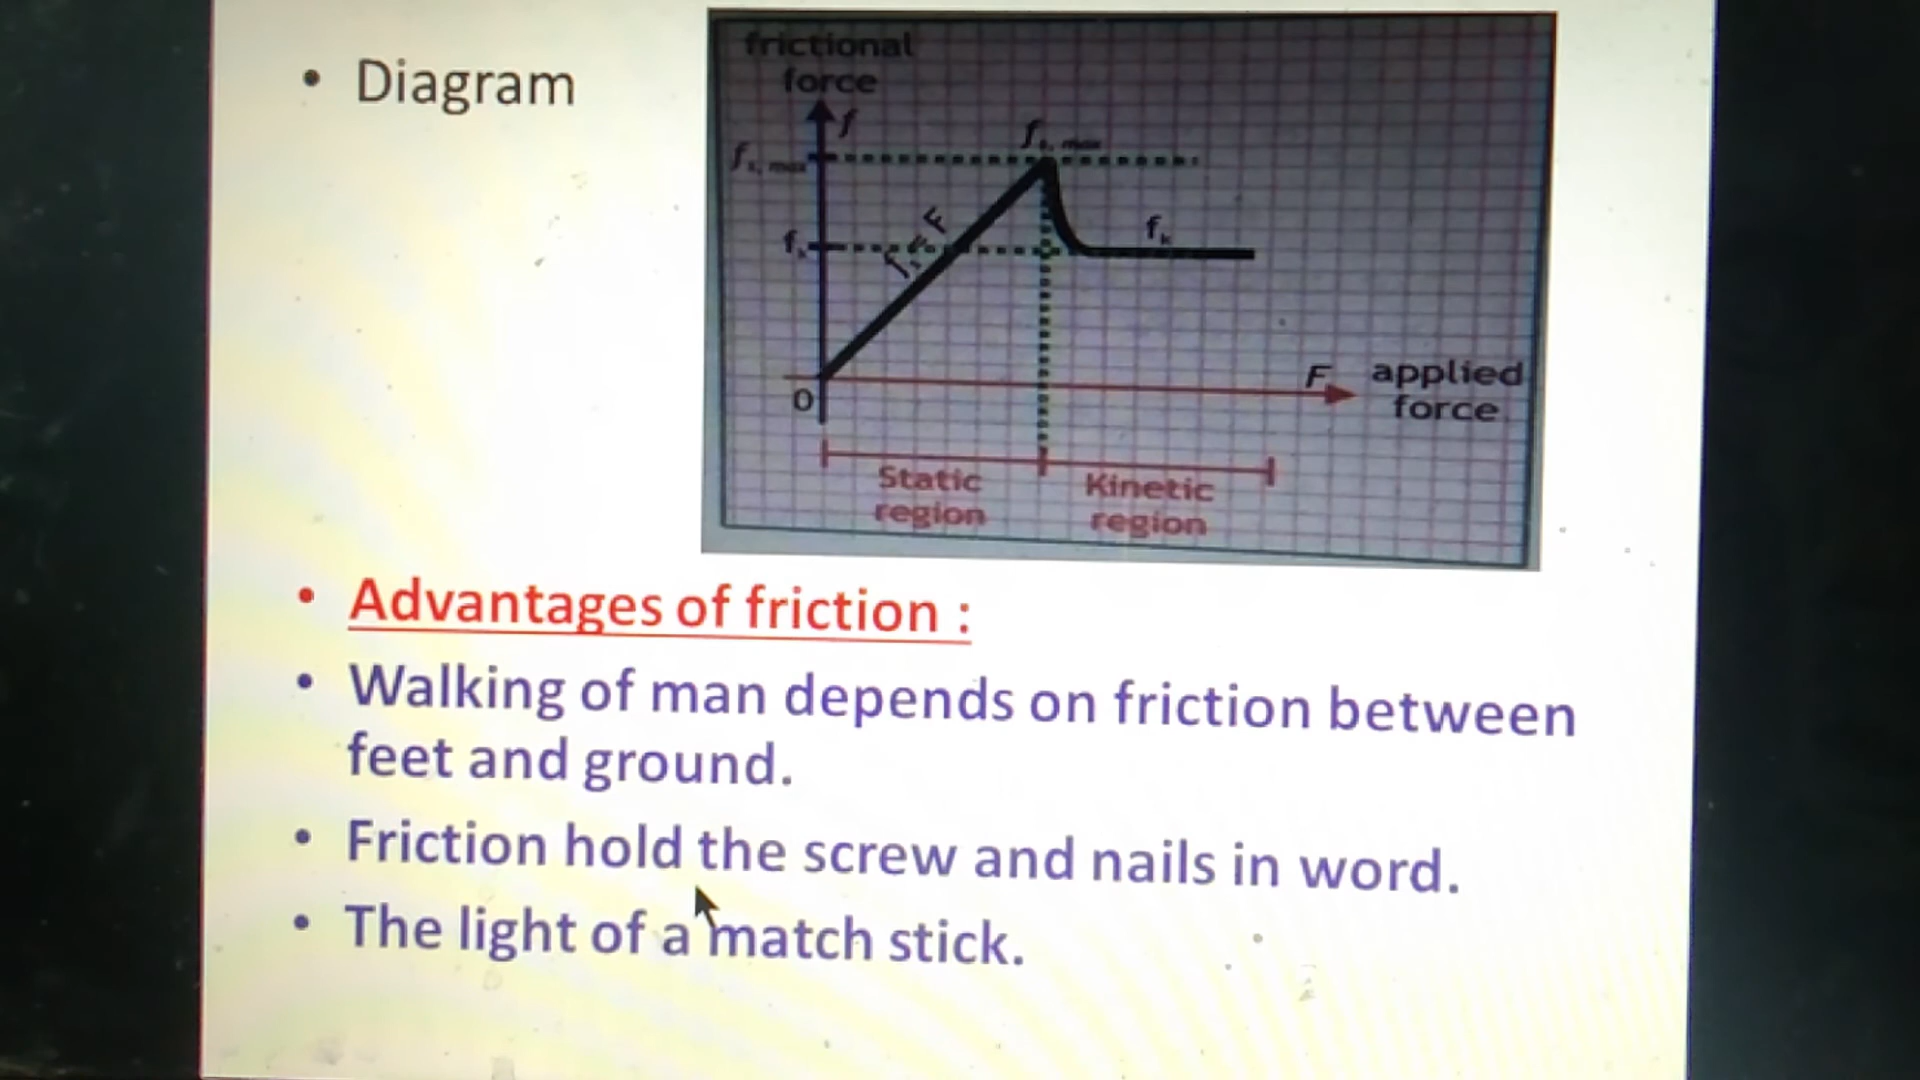 • Diagram
frictional
force
f
fs, max
fs, max
fk
fs = F
fk
0
F
applied
force
Static
region
Kinetic
region
• Advantages of friction :
• Walking of man depends on friction between
feet and ground.
• Friction hold the screw and nails in word.
• The light of a match stick.